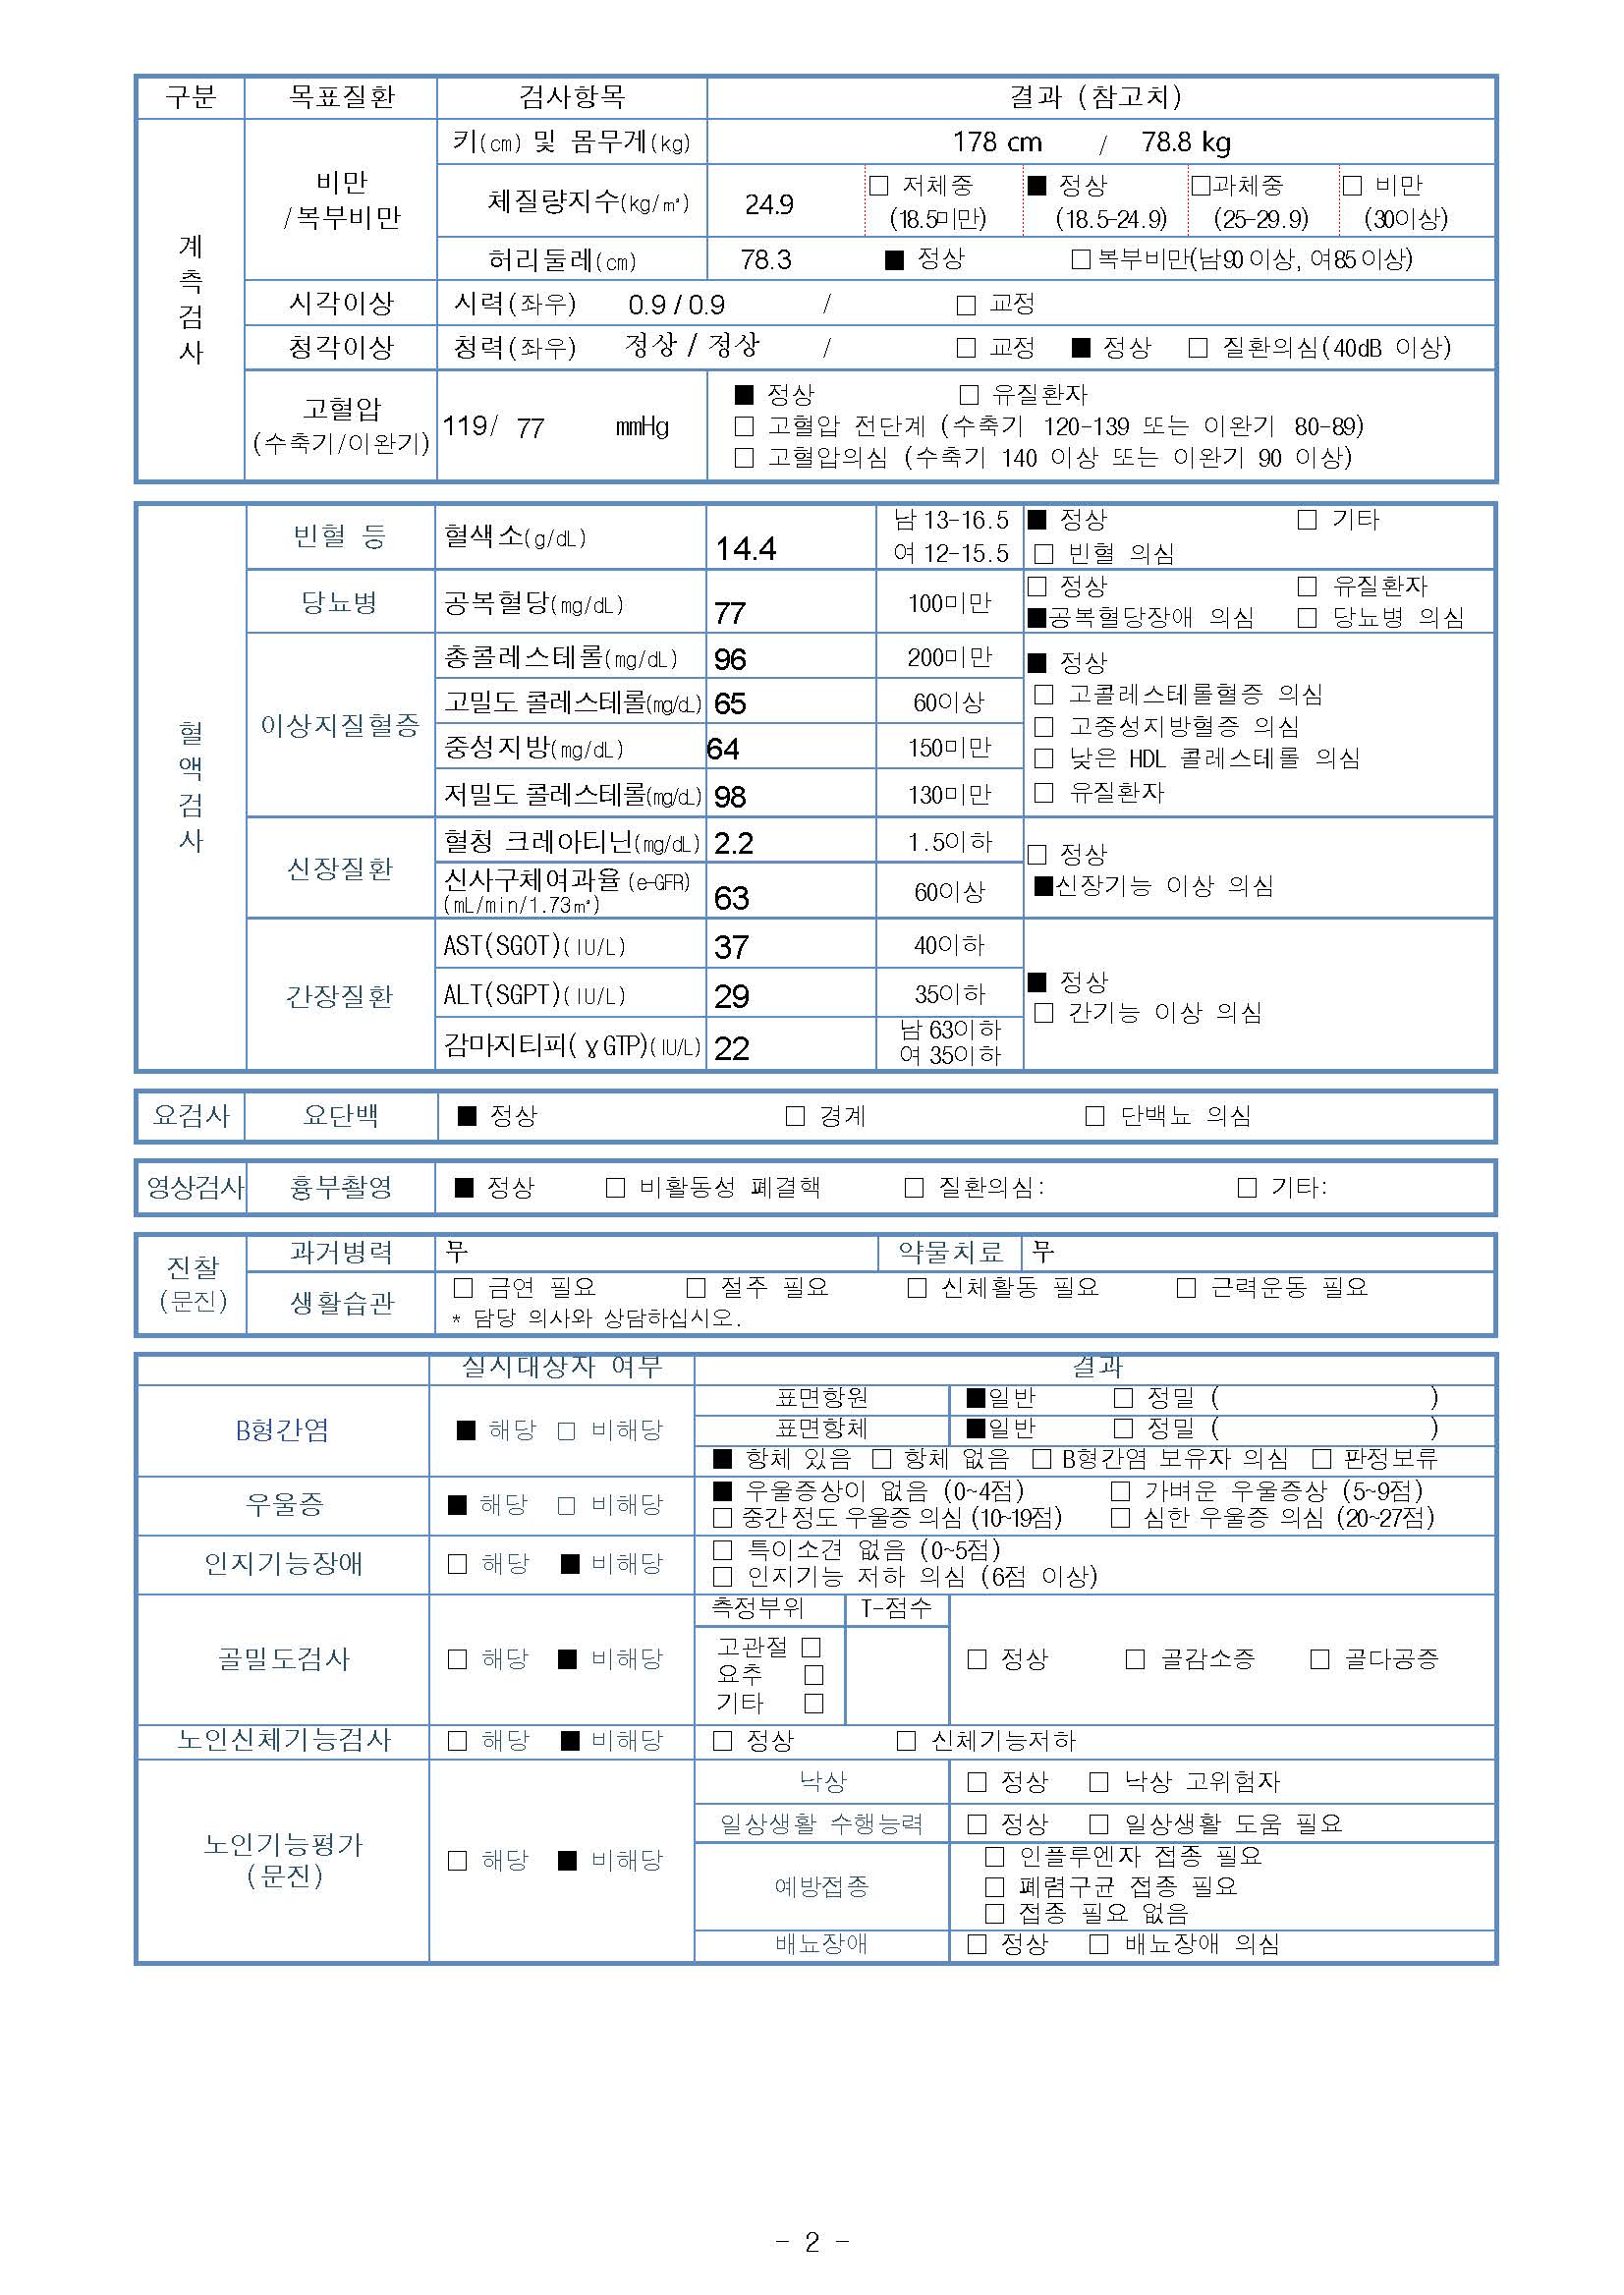 구분 목표질환 검사항목 결과 (참고치)
계측검사
비만
/복부비만
키(cm) 및 몸무게(kg) 178 cm / 78.8 kg
체질량지수(kg/㎡) 24.9 □ 저체중 (18.5미만) ■ 정상 (18.5-24.9) □과체중 (25-29.9) □ 비만 (30이상)
허리둘레(cm) 78.3 ■ 정상 □복부비만(남90이상, 여85이상)
시각이상 시력(좌우) 0.9 / 0.9 / □ 교정
청각이상 청력(좌우) 정상 / 정상 / □ 교정 ■ 정상 □ 질환의심(40dB 이상)
고혈압
(수축기/이완기)
119/ 77 mmHg
■ 정상 □ 유질환자
□ 고혈압 전단계 (수축기 120-139 또는 이완기 80-89)
□ 고혈압의심 (수축기 140 이상 또는 이완기 90 이상)
혈액검사
빈혈 등 혈색소(g/dL) 14.4
남 13-16.5
여 12-15.5
■ 정상 □ 기타
□ 빈혈 의심
당뇨병 공복혈당(mg/dL) 77 100미만
□ 정상 □ 유질환자
■공복혈당장애 의심 □ 당뇨병 의심
이상지질혈증
총콜레스테롤(mg/dL) 96 200미만
고밀도 콜레스테롤(mg/dL) 65 60이상
중성지방(mg/dL) 64 150미만
저밀도 콜레스테롤(mg/dL) 98 130미만
■ 정상
□ 고콜레스테롤혈증 의심
□ 고중성지방혈증 의심
□ 낮은 HDL 콜레스테롤 의심
□ 유질환자
신장질환
혈청 크레아티닌(mg/dL) 2.2 1.5이하
신사구체여과율(e-GFR)
(mL/min/1.73㎡)
63 60이상
□ 정상
■신장기능 이상 의심
간장질환
AST(SGOT)(IU/L) 37 40이하
ALT(SGPT)(IU/L) 29 35이하
감마지티피(ɣGTP)(IU/L) 22
남 63이하
여 35이하
■ 정상
□ 간기능 이상 의심
요검사 요단백 ■ 정상 □ 경계 □ 단백뇨 의심
영상검사 흉부촬영 ■ 정상 □ 비활동성 폐결핵 □ 질환의심: □ 기타:
진찰
(문진)
과거병력 무 약물치료 무
생활습관 □ 금연 필요 □ 절주 필요 □ 신체활동 필요 □ 근력운동 필요
* 담당 의사와 상담하십시오.
실시대상자 여부 결과
B형간염 ■ 해당 □ 비해당
표면항원 ■일반 □ 정밀 ( )
표면항체 ■일반 □ 정밀 ( )
■ 항체 있음 □ 항체 없음 □ B형간염 보유자 의심 □ 판정보류
우울증 ■ 해당 □ 비해당
■ 우울증상이 없음 (0~4점) □ 가벼운 우울증상 (5~9점)
□ 중간 정도 우울증 의심 (10~19점) □ 심한 우울증 의심 (20~27점)
인지기능장애 □ 해당 ■ 비해당
□ 특이소견 없음 (0~5점)
□ 인지기능 저하 의심 (6점 이상)
골밀도검사 □ 해당 ■ 비해당
측정부위 T-점수
고관절 □
요추 □
기타 □
□ 정상 □ 골감소증 □ 골다공증
노인신체기능검사 □ 해당 ■ 비해당 □ 정상 □ 신체기능저하
노인기능평가
(문진)
□ 해당 ■ 비해당
낙상 □ 정상 □ 낙상 고위험자
일상생활 수행능력 □ 정상 □ 일상생활 도움 필요
예방접종
□ 인플루엔자 접종 필요
□ 폐렴구균 접종 필요
□ 접종 필요 없음
배뇨장애 □ 정상 □ 배뇨장애 의심
- 2 -